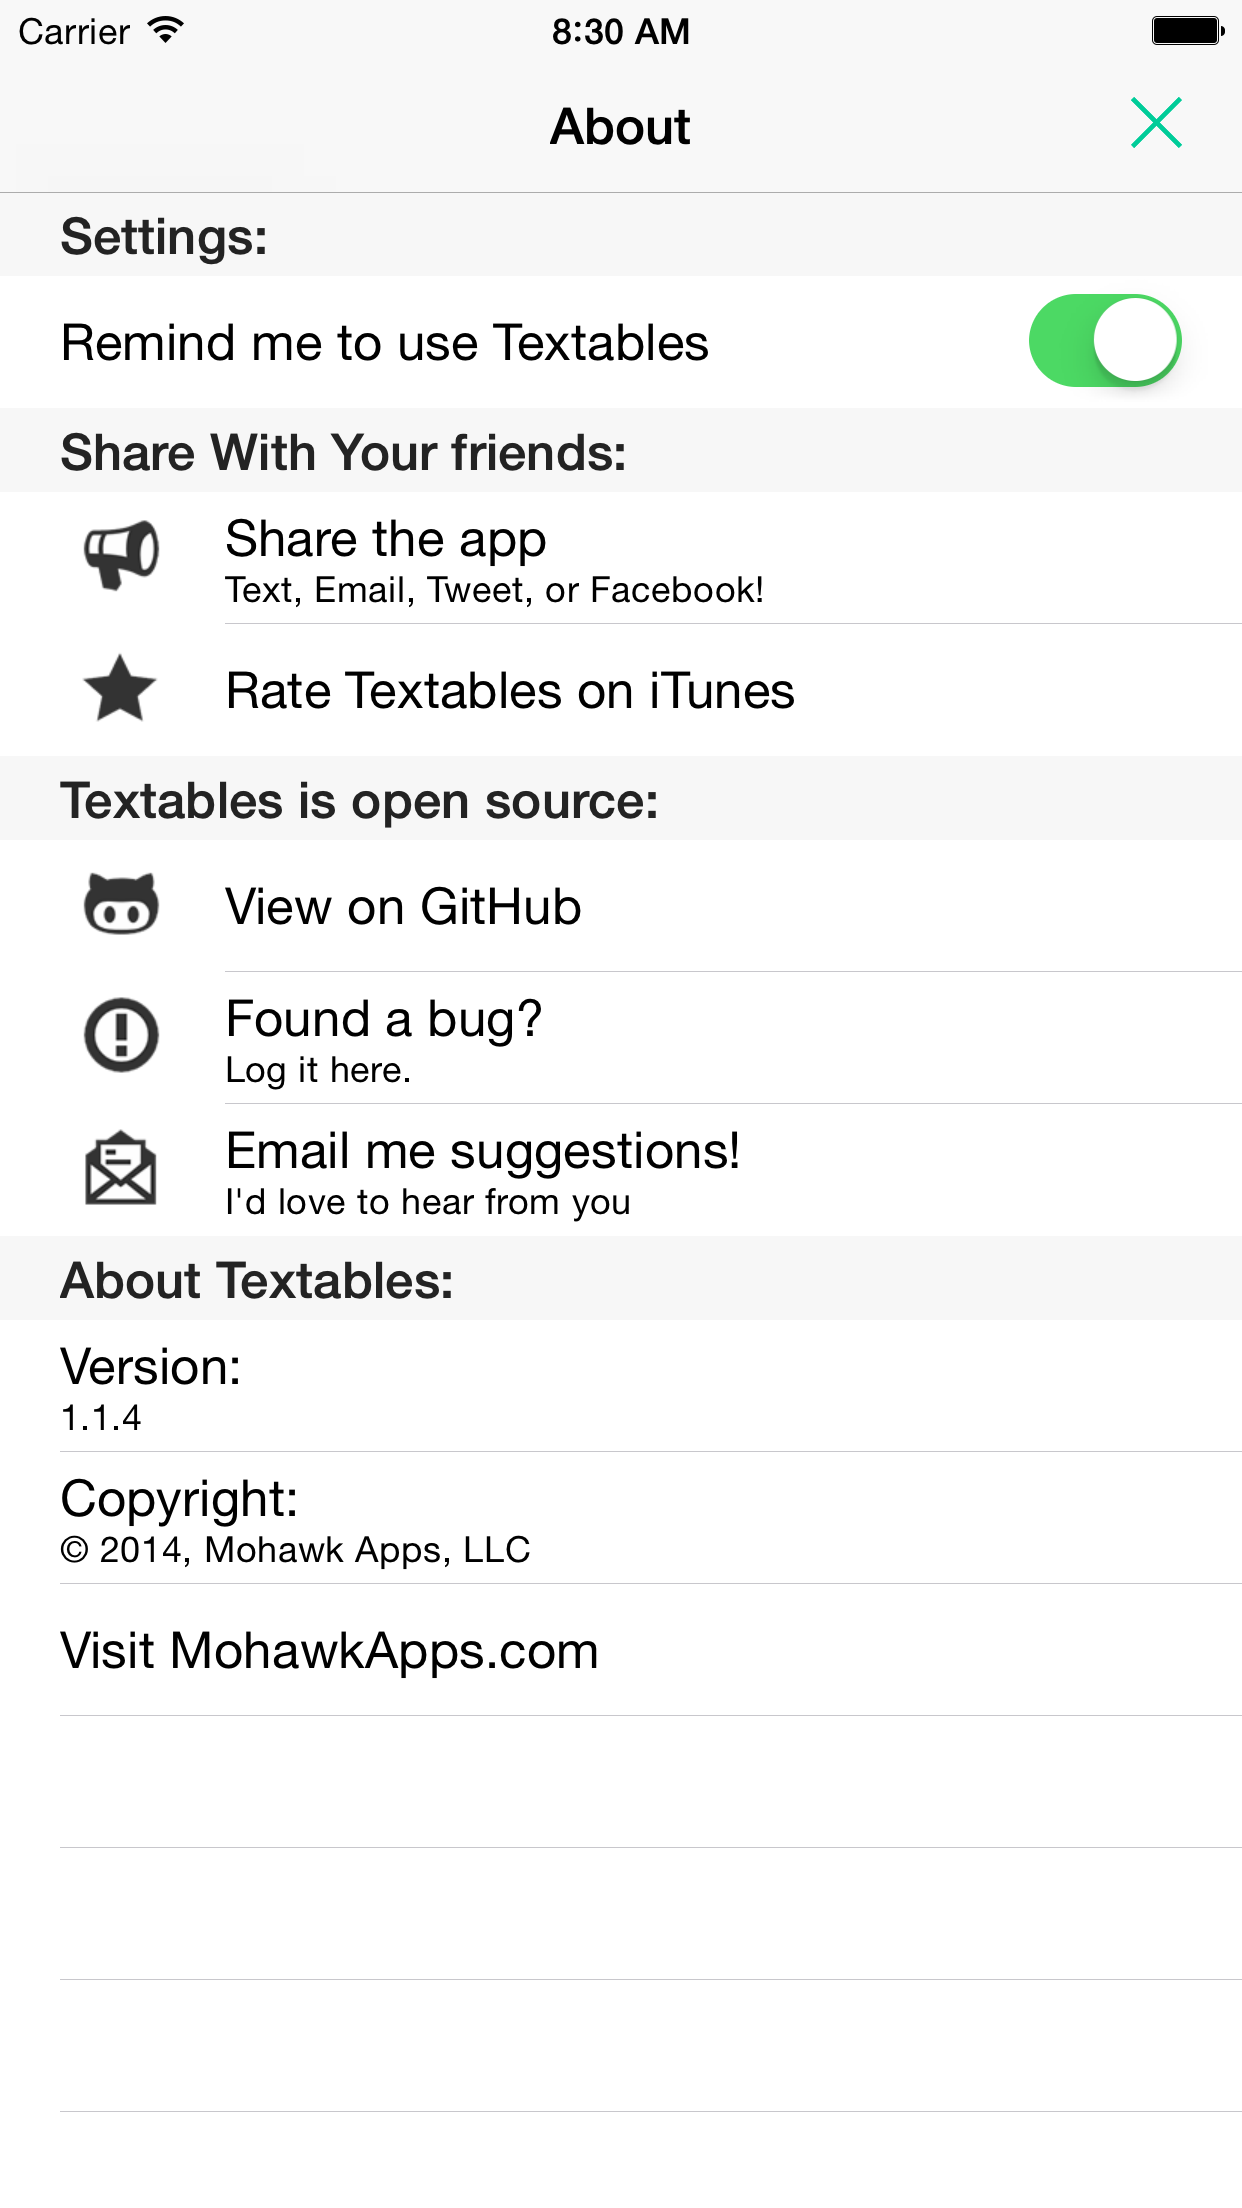 Carrier 8:30 AM
About
Settings:
Remind me to use Textables
Share With Your friends:
Share the app
Text, Email, Tweet, or Facebook!
Rate Textables on iTunes
Textables is open source:
View on GitHub
Found a bug?
Log it here.
Email me suggestions!
I'd love to hear from you
About Textables:
Version:
1.1.4
Copyright:
© 2014, Mohawk Apps, LLC
Visit MohawkApps.com